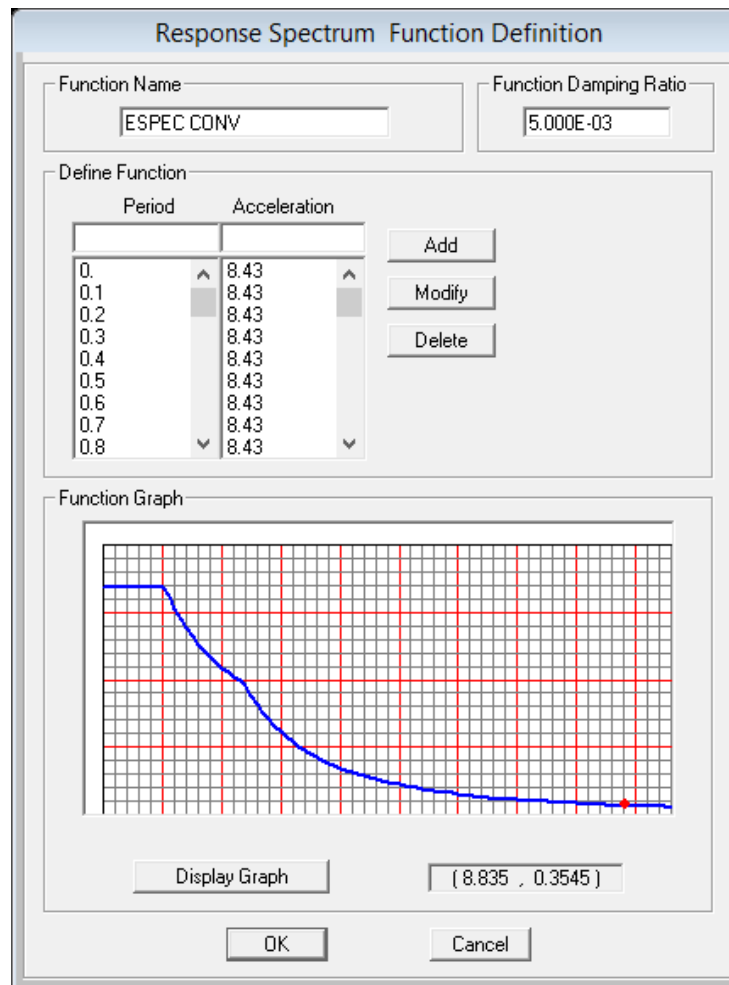 Response Spectrum Function Definition
Function Name
Function Damping Ratio
ESPEC CONV
5.000E-03
Define Function
Period Acceleration
Add
0. 8.43
0.1 8.43
Modify
0.2 8.43
0.3 8.43
Delete
0.4 8.43
0.5 8.43
0.6 8.43
0.7 8.43
0.8 8.43
Function Graph
Display Graph
( 8.835 , 0.3545 )
OK
Cancel